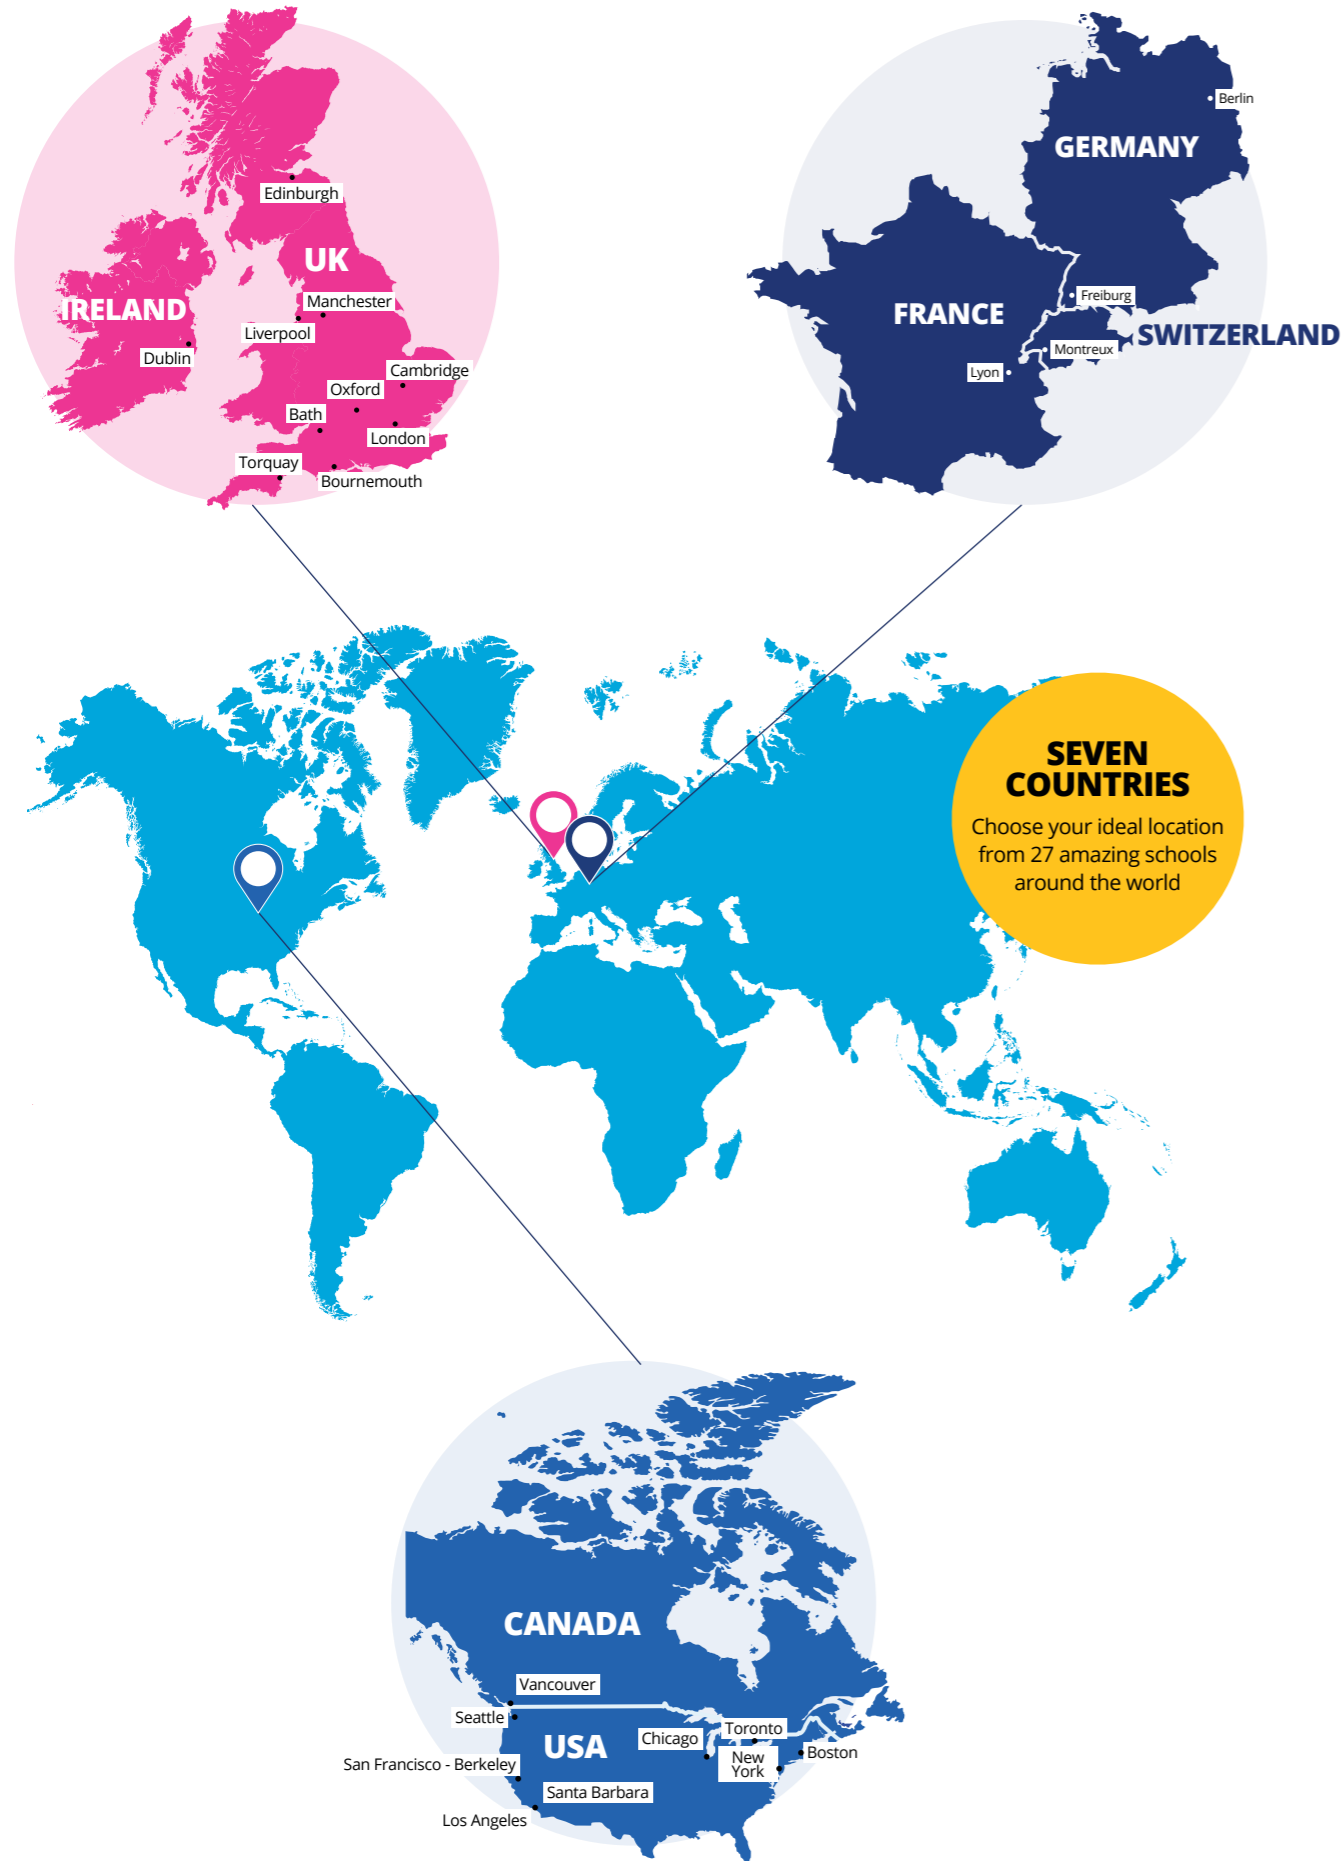 Edinburgh
UK
Manchester
IRELAND
Liverpool
Dublin
Cambridge
Oxford
Bath
London
Torquay
Bournemouth
Berlin
GERMANY
Freiburg
FRANCE
SWITZERLAND
Montreux
Lyon
SEVEN
COUNTRIES
Choose your ideal location
from 27 amazing schools
around the world
CANADA
Vancouver
Seattle
Toronto
Chicago
USA
New
York
Boston
San Francisco - Berkeley
Santa Barbara
Los Angeles